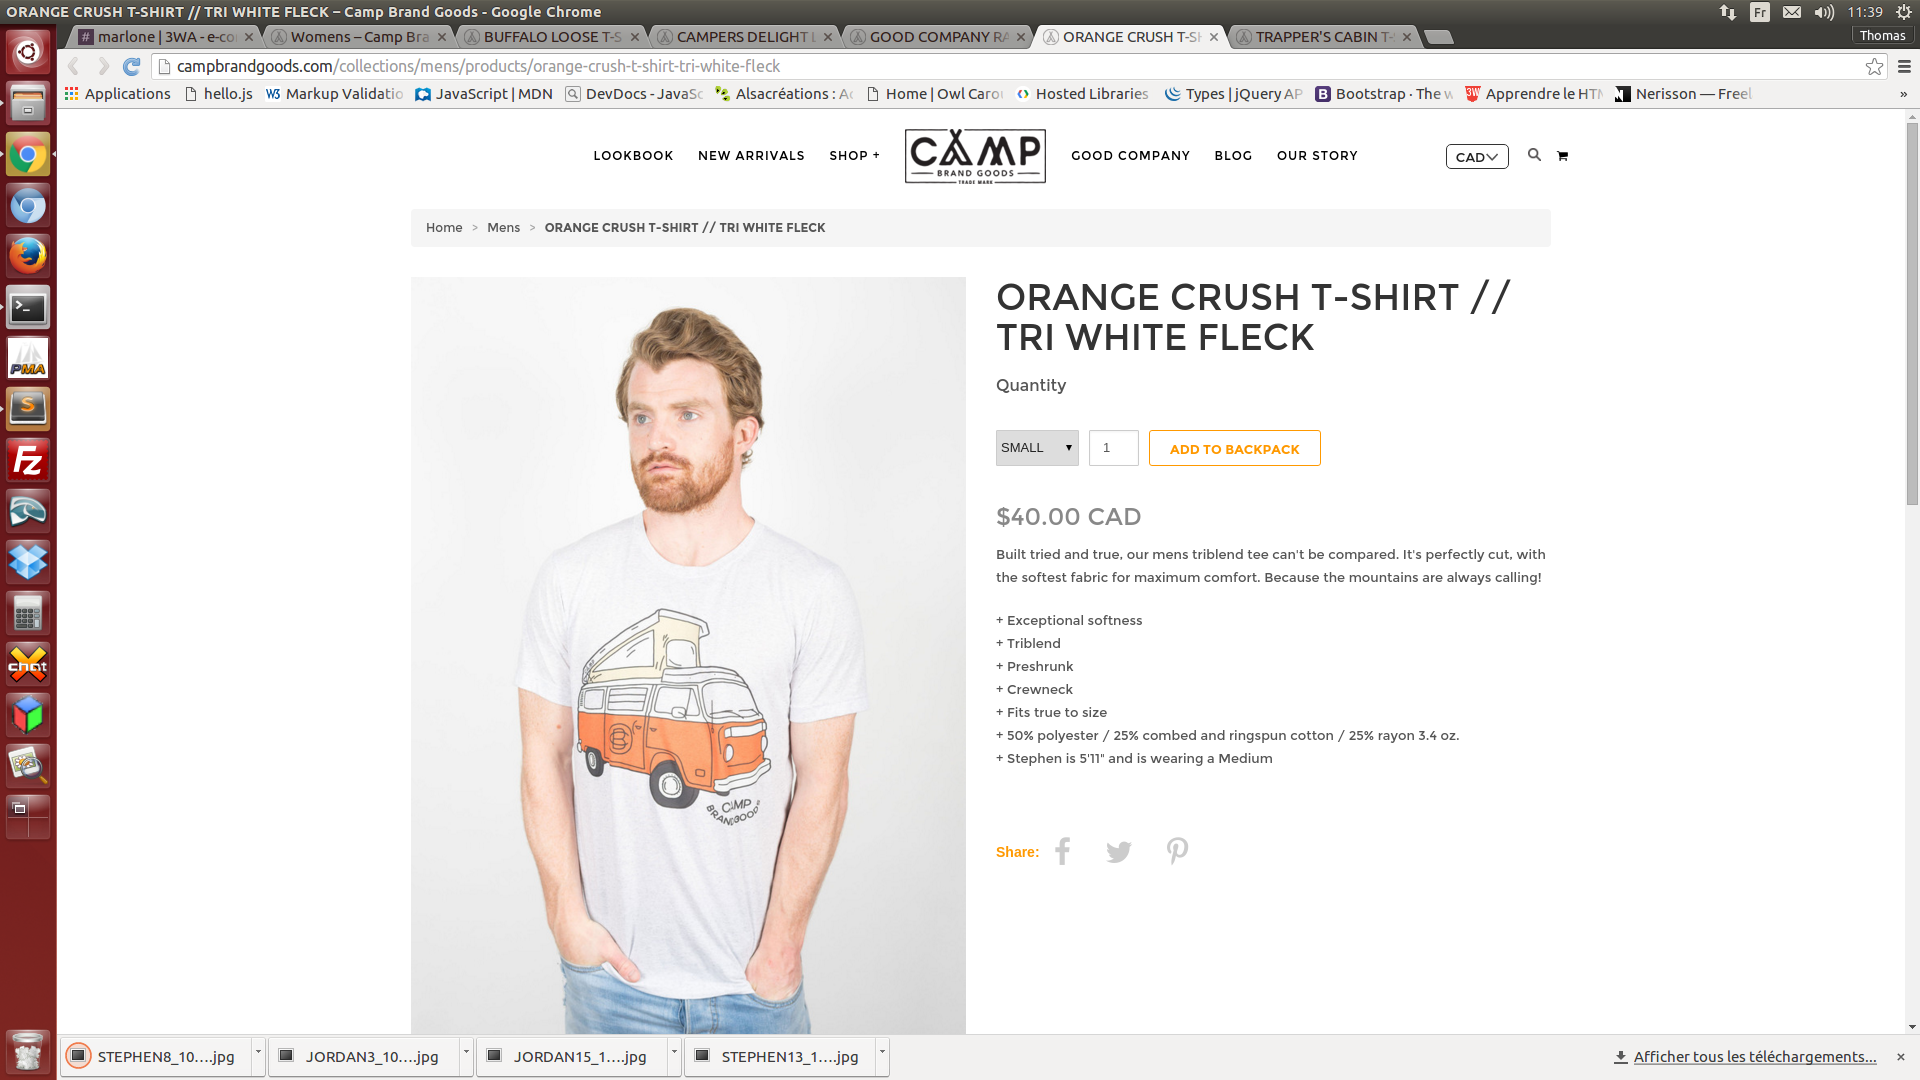 ORANGE CRUSH T-SHIRT // TRI WHITE FLECK – Camp Brand Goods - Google Chrome
Fr
11:39
marlone | 3WA - e-co
Womens – Camp Bra
BUFFALO LOOSE T-S
CAMPERS DELIGHT L
GOOD COMPANY RA
ORANGE CRUSH T-SH
TRAPPER'S CABIN T-
Thomas
campbrandgoods.com/collections/mens/products/orange-crush-t-shirt-tri-white-fleck
Applications
hello.js
Markup Validatio
JavaScript | MDN
DevDocs - JavaSc
Alsacréations : Ac
Home | Owl Carou
Hosted Libraries
Types | jQuery AP
Bootstrap · The w
Apprendre le HTM
Nerisson — Freel
»
LOOKBOOK
NEW ARRIVALS
SHOP +
CAMP
BRAND GOODS
TRADE MARK
GOOD COMPANY
BLOG
OUR STORY
CAD
Home > Mens > ORANGE CRUSH T-SHIRT // TRI WHITE FLECK
ORANGE CRUSH T-SHIRT //
TRI WHITE FLECK
Quantity
SMALL
1
ADD TO BACKPACK
$40.00 CAD
Built tried and true, our mens triblend tee can't be compared. It's perfectly cut, with
the softest fabric for maximum comfort. Because the mountains are always calling!
+ Exceptional softness
+ Triblend
+ Preshrunk
+ Crewneck
+ Fits true to size
+ 50% polyester / 25% combed and ringspun cotton / 25% rayon 3.4 oz.
+ Stephen is 5'11" and is wearing a Medium
Share:
CAMP
BRAND GOODS
PMA
S
Fz
chat
STEPHEN8_10....jpg
JORDAN3_10....jpg
JORDAN15_1....jpg
STEPHEN13_1....jpg
Afficher tous les téléchargements...